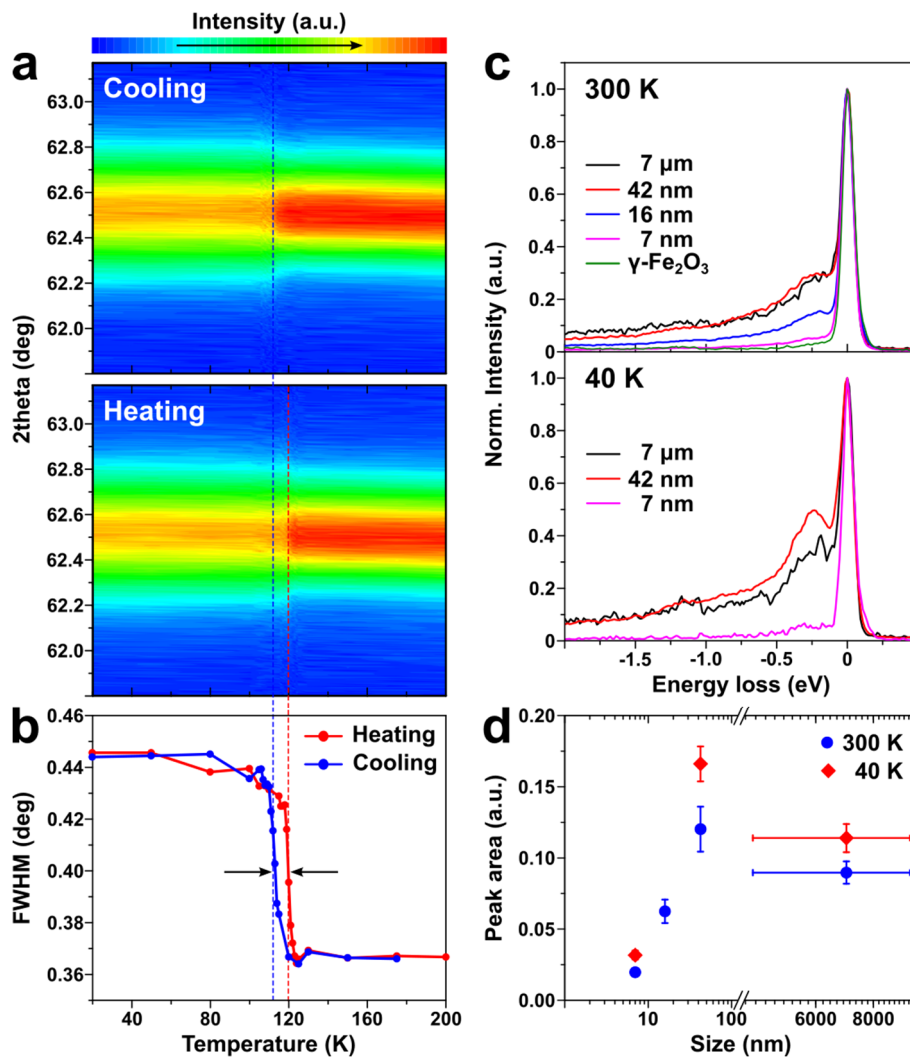 Intensity (a.u.)
a
Cooling
63.0
62.8
62.6
62.4
62.2
62.0
2theta (deg)
Heating
63.0
62.8
62.6
62.4
62.2
62.0
b
Heating
Cooling
0.46
0.44
0.42
0.40
0.38
0.36
FWHM (deg)
40 80 120 160 200
Temperature (K)
c
300 K
7 µm
42 nm
16 nm
7 nm
γ-Fe₂O₃
1.0
0.8
0.6
0.4
0.2
0
Norm. Intensity (a.u.)
40 K
7 µm
42 nm
7 nm
1.0
0.8
0.6
0.4
0.2
0
-1.5 -1.0 -0.5 0
Energy loss (eV)
d
300 K
40 K
0.20
0.15
0.10
0.05
0.00
Peak area (a.u.)
10 100 6000 8000
Size (nm)